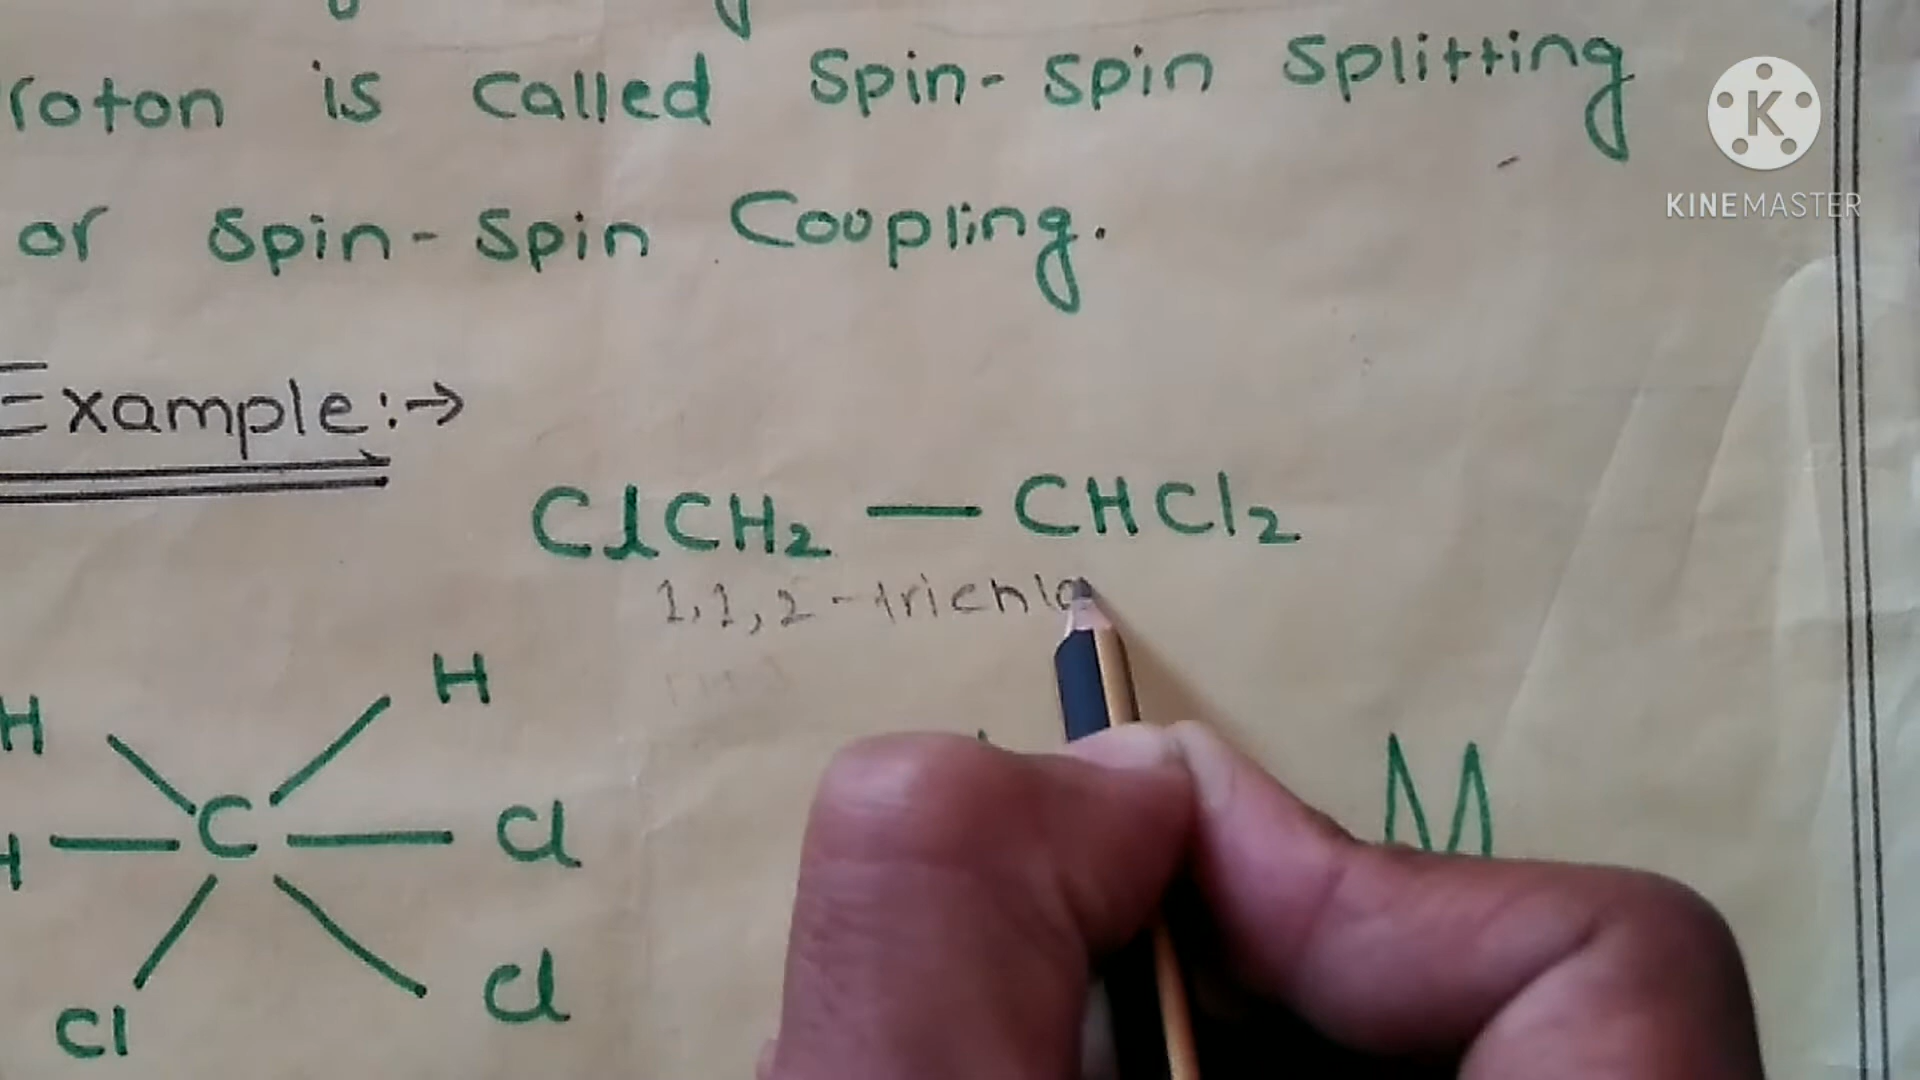 roton is called Spin-spin splitting
or Spin-spin Coupling.
Example:→
ClCH₂ — CHCl₂
1,1,2-trichlo
H H
H C Cl
Cl Cl
K
KINEMASTER